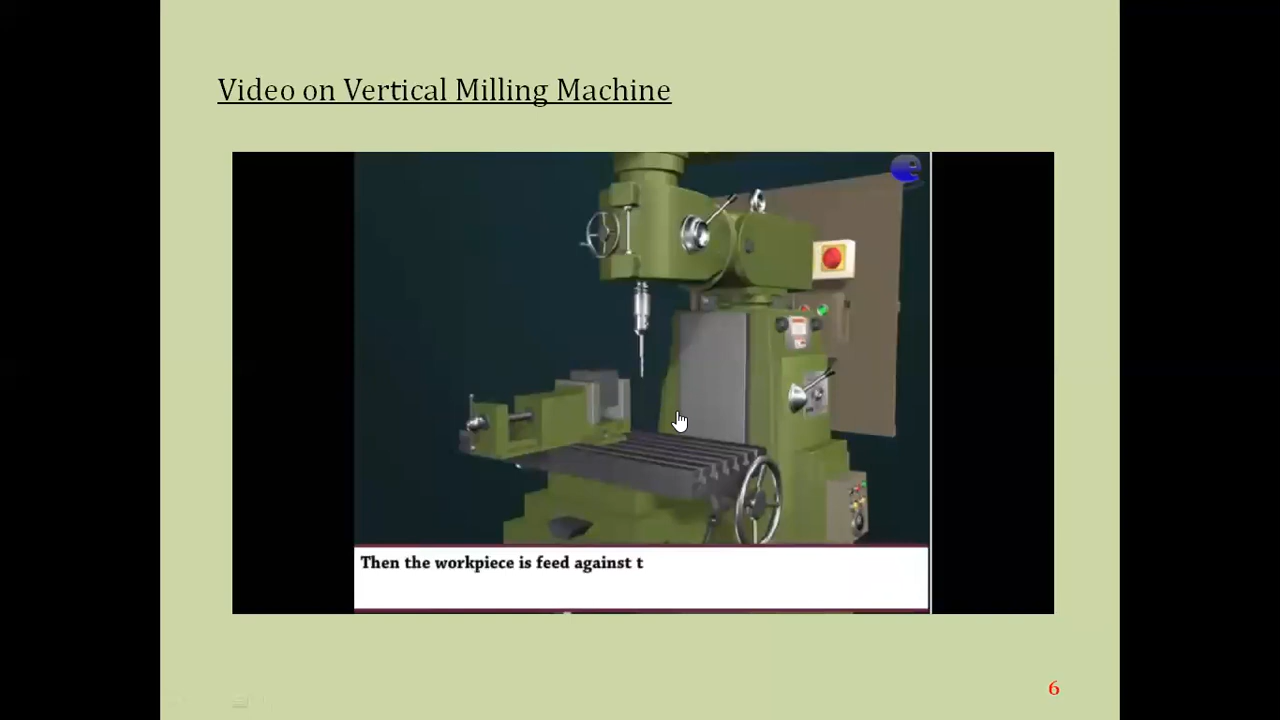 Video on Vertical Milling Machine
Then the workpiece is feed against t
6